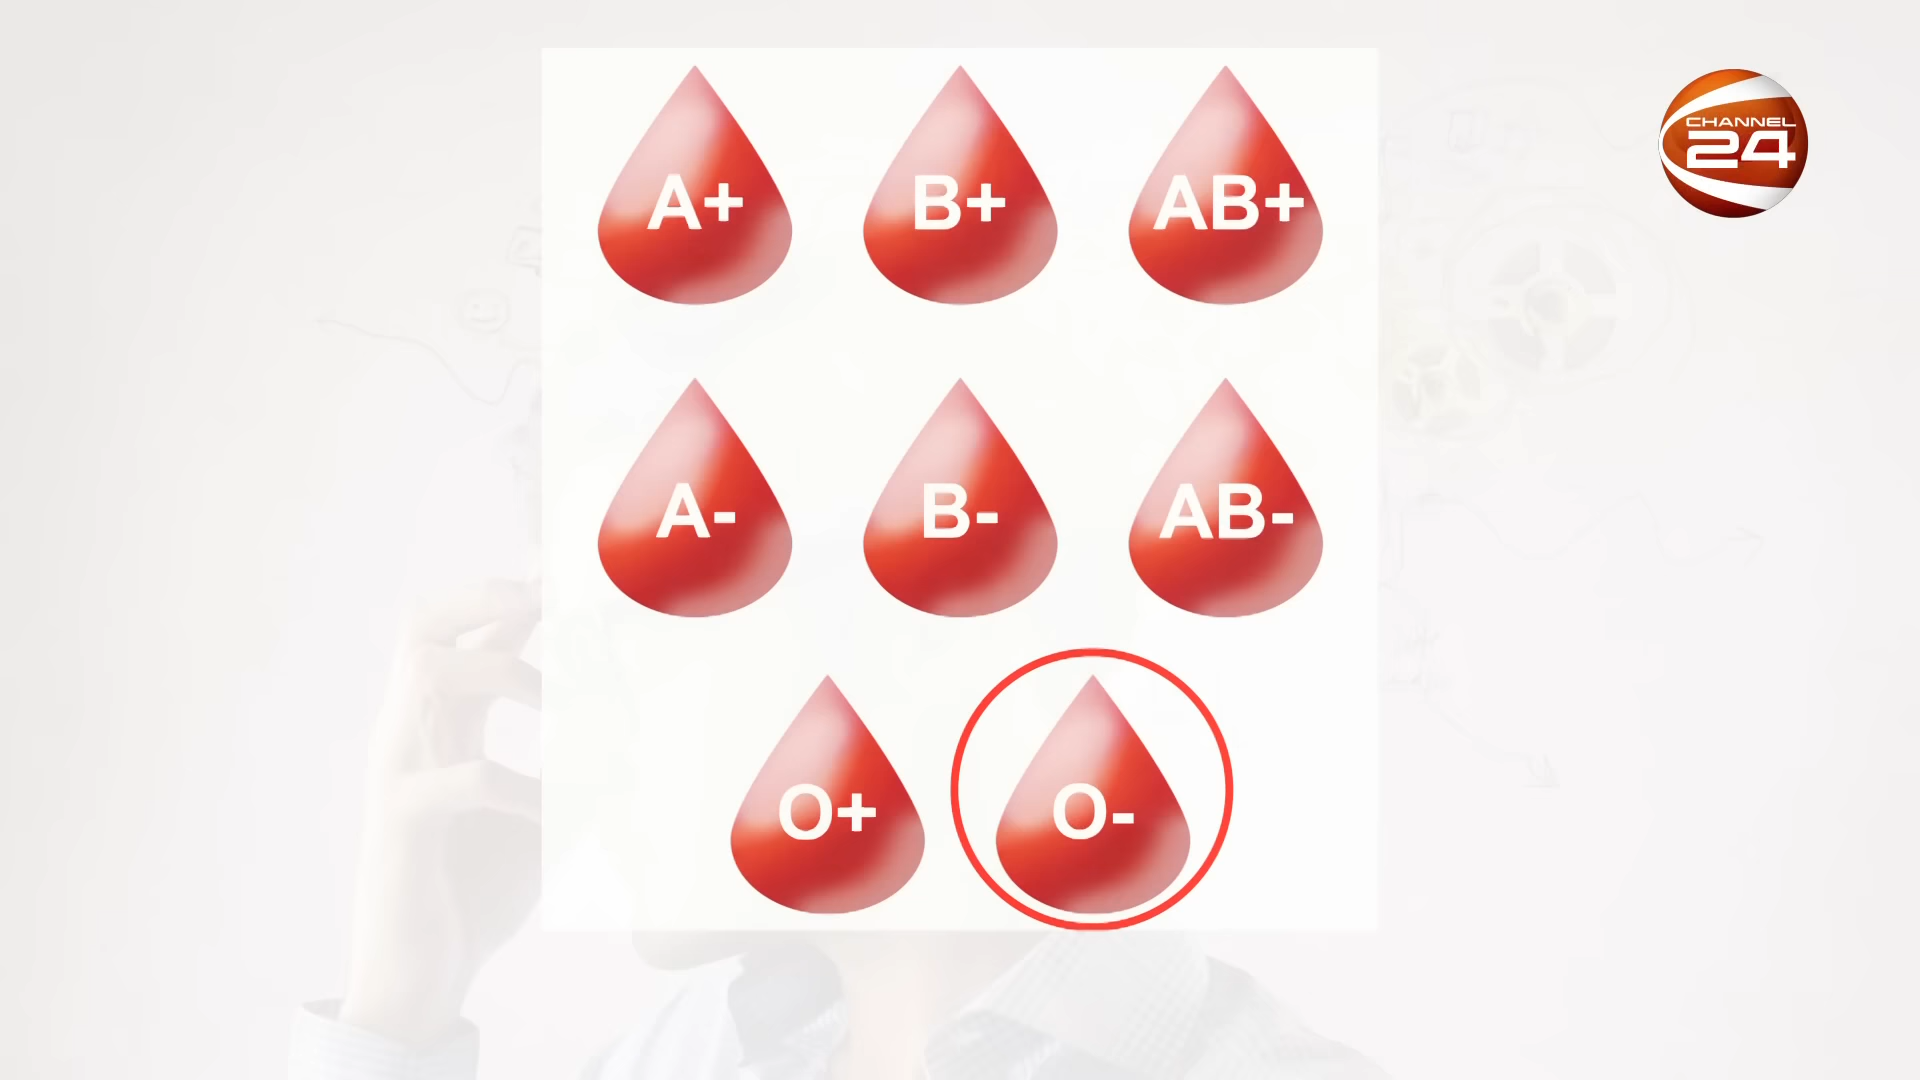 CHANNEL
24
A+ B+ AB+
A- B- AB-
O+ O-